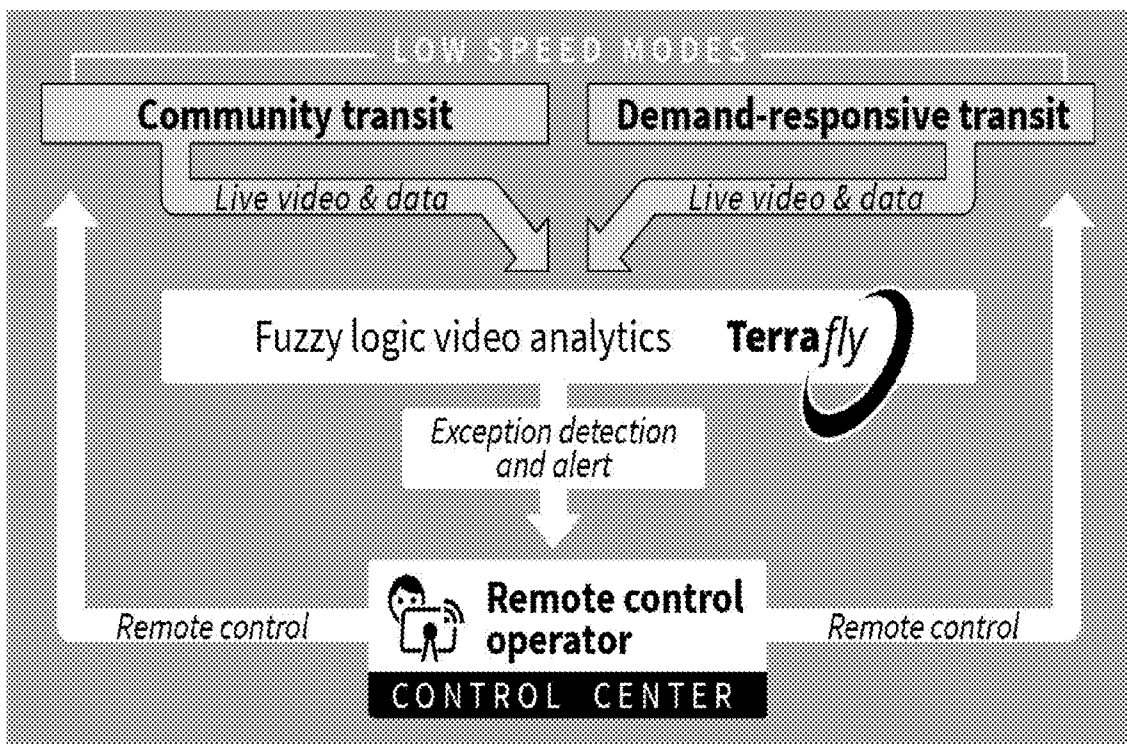 LOW SPEED MODES
Community transit
Demand-responsive transit
Live video & data
Live video & data
Fuzzy logic video analytics
Terrafly
Exception detection
and alert
Remote control
operator
Remote control
Remote control
CONTROL CENTER